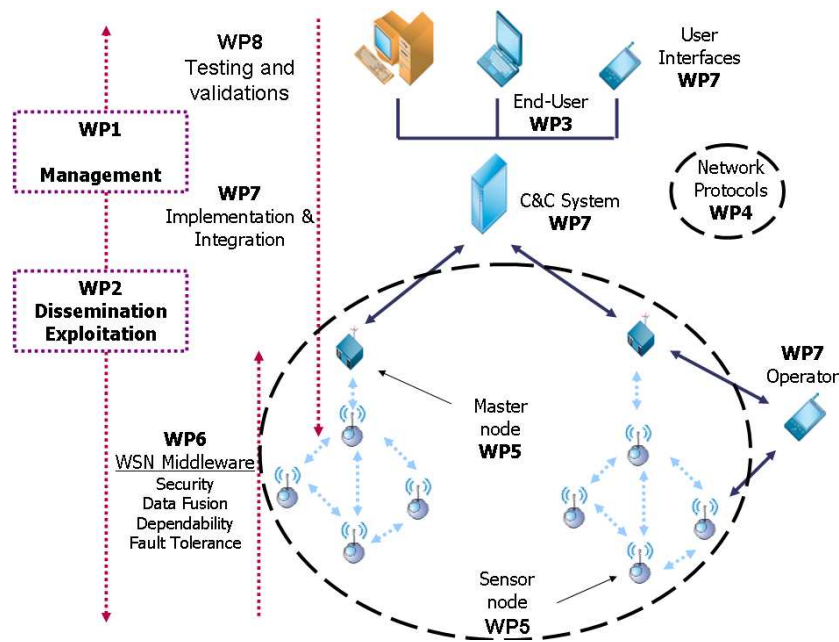 WP8
Testing and
validations
User
Interfaces
WP7
End-User
WP3
WP1
Management
Network
Protocols
WP4
WP7
Implementation &
Integration
C&C System
WP7
WP2
Dissemination
Exploitation
WP7
Operator
Master
node
WP5
WP6
WSN Middleware
Security
Data Fusion
Dependability
Fault Tolerance
Sensor
node
WP5